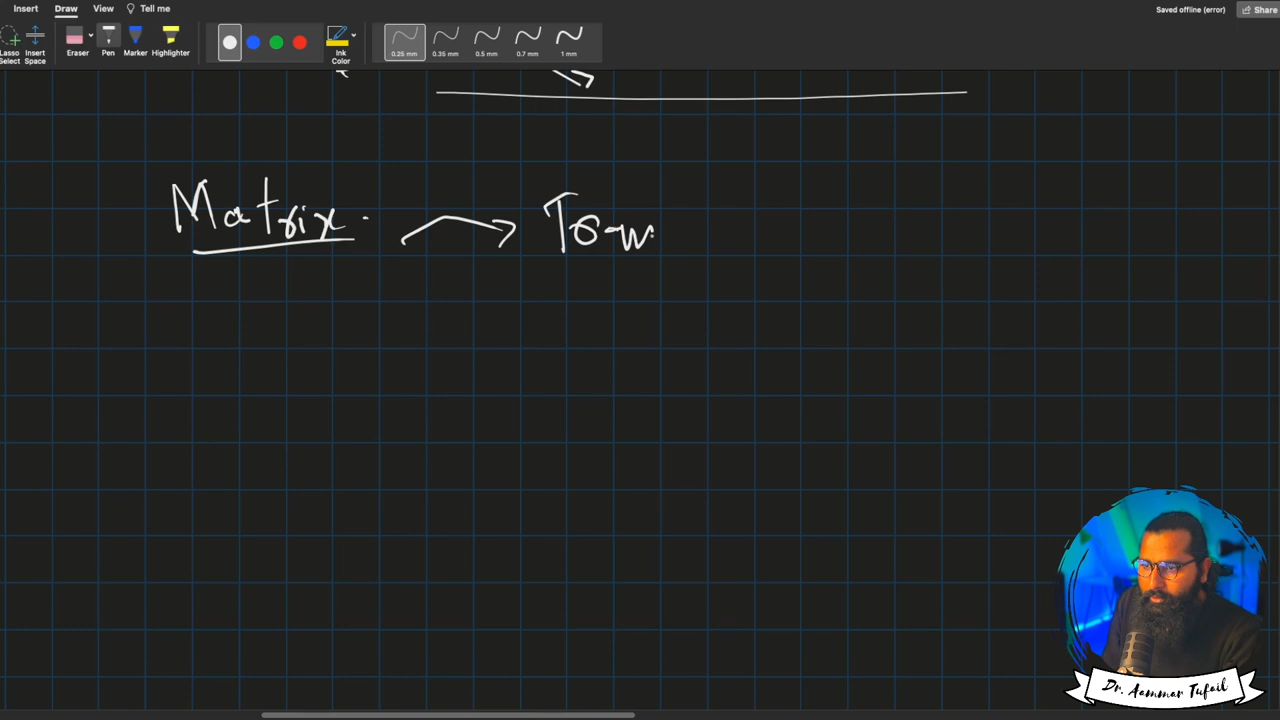 Insert Draw View Tell me Saved offline (error) Share
Lasso Select Insert Space Eraser Pen Marker Highlighter Ink Color 0.25 mm 0.35 mm 0.5 mm 0.7 mm 1 mm
Matrix
Dr. Aammar Tufail